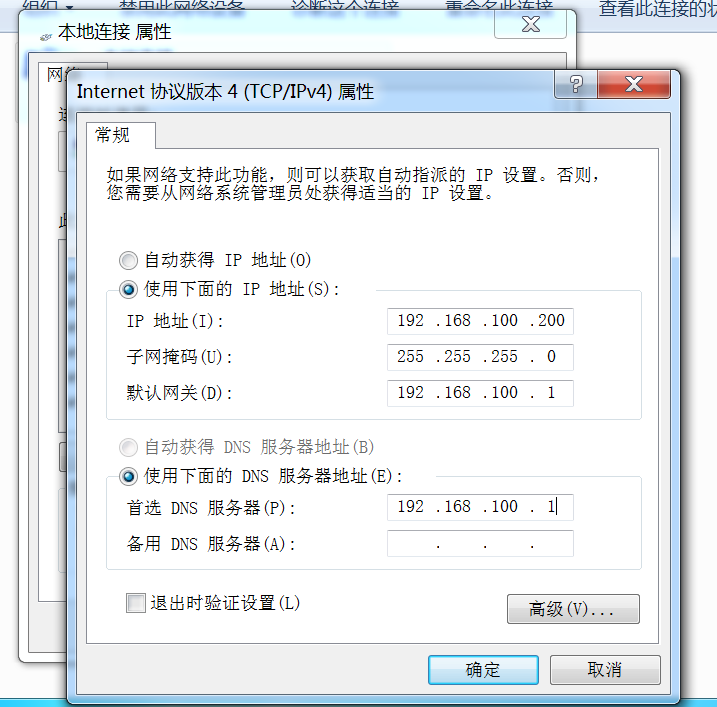 组织 禁用此网络设备 诊断这个连接 重命名此连接 查看此连接的状
本地连接 属性
网络
Internet 协议版本 4 (TCP/IPv4) 属性
常规
如果网络支持此功能，则可以获取自动指派的 IP 设置。否则，
您需要从网络系统管理员处获得适当的 IP 设置。
自动获得 IP 地址(O)
使用下面的 IP 地址(S):
IP 地址(I): 192 .168 .100 .200
子网掩码(U): 255 .255 .255 . 0
默认网关(D): 192 .168 .100 . 1
自动获得 DNS 服务器地址(B)
使用下面的 DNS 服务器地址(E):
首选 DNS 服务器(P): 192 .168 .100 . 1
备用 DNS 服务器(A): . . .
退出时验证设置(L)
高级(V)...
确定 取消